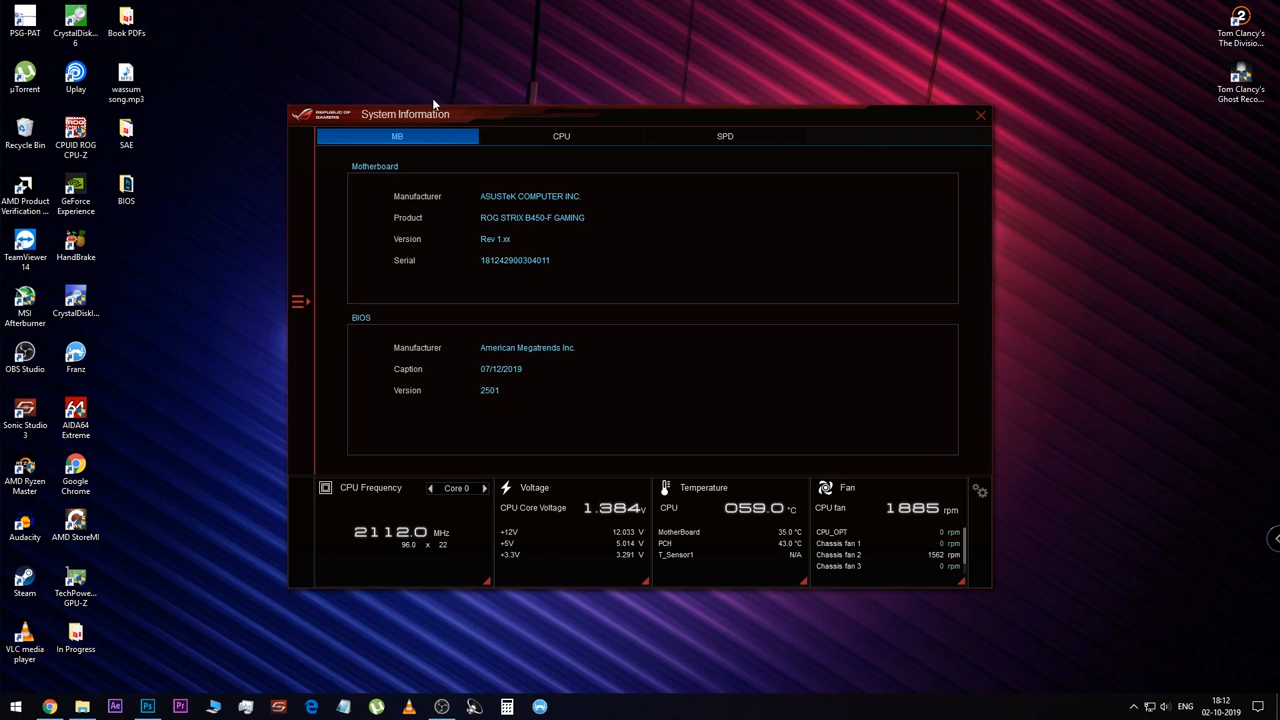 PSG-PAT
CrystalDisk... 6
Book PDFs
µTorrent
Uplay
wassum song.mp3
Recycle Bin
CPUID ROG CPU-Z
SAE
AMD Product Verification ...
GeForce Experience
BIOS
TeamViewer 14
HandBrake
MSI Afterburner
CrystalDiskI...
OBS Studio
Franz
Sonic Studio 3
AIDA64 Extreme
AMD Ryzen Master
Google Chrome
Audacity
AMD StoreMI
Steam
TechPowe... GPU-Z
VLC media player
In Progress
Tom Clancy's The Divisio...
Tom Clancy's Ghost Reco...
REPUBLIC OF GAMERS
System Information
MB
CPU
SPD
Motherboard
Manufacturer ASUSTeK COMPUTER INC.
Product ROG STRIX B450-F GAMING
Version Rev 1.xx
Serial 181242900304011
BIOS
Manufacturer American Megatrends Inc.
Caption 07/12/2019
Version 2501
CPU Frequency
Core 0
2112.0 MHz
96.0 x 22
Voltage
CPU Core Voltage 1.384 V
+12V 12.033 V
+5V 5.014 V
+3.3V 3.291 V
Temperature
CPU 059.0 °C
MotherBoard 35.0 °C
PCH 43.0 °C
T_Sensor1 N/A
Fan
CPU fan 1885 rpm
CPU_OPT 0 rpm
Chassis fan 1 0 rpm
Chassis fan 2 1562 rpm
Chassis fan 3 0 rpm
Ae
Ps
Pr
ENG
18:12
02-10-2019